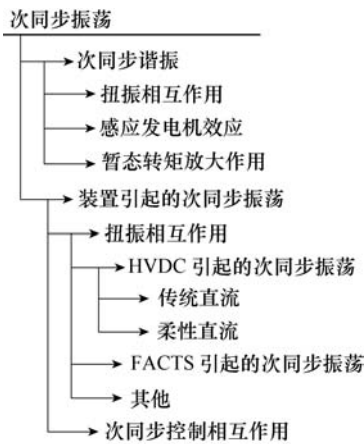 次同步振荡
次同步谐振
扭振相互作用
感应发电机效应
暂态转矩放大作用
装置引起的次同步振荡
扭振相互作用
HVDC 引起的次同步振荡
传统直流
柔性直流
FACTS 引起的次同步振荡
其他
次同步控制相互作用